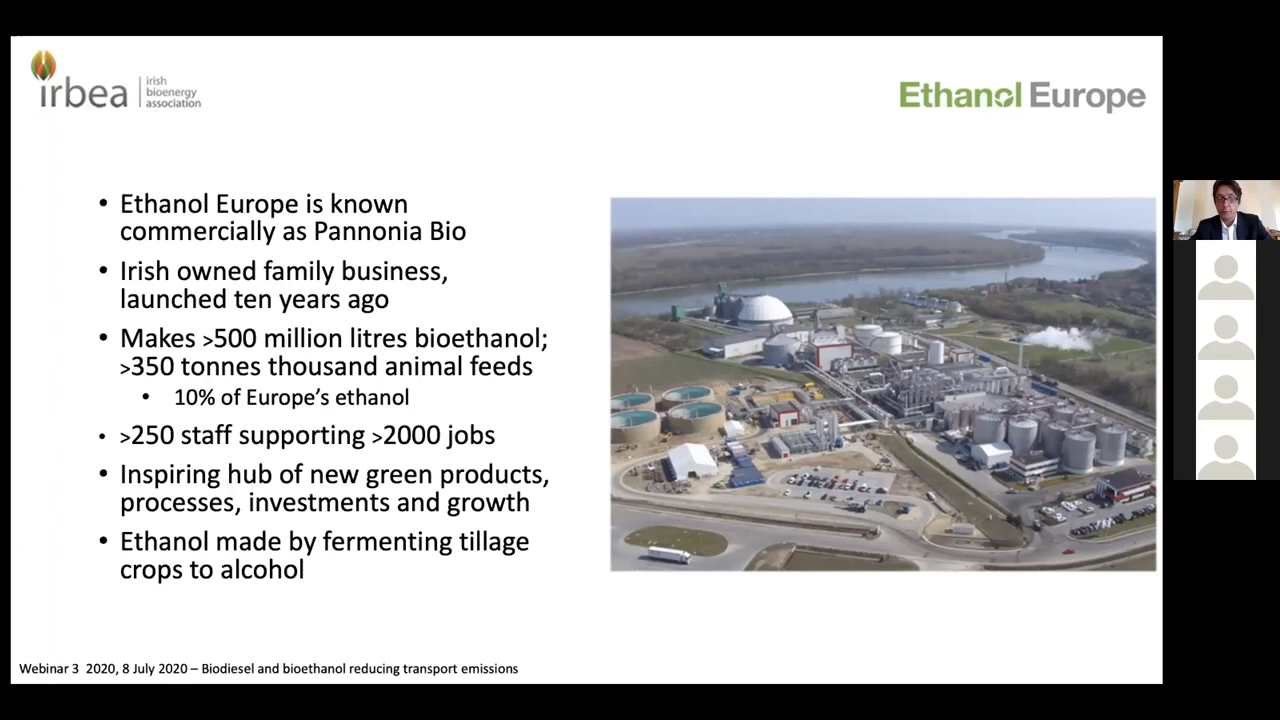 irbea
irish
bioenergy
association
Ethanol Europe
• Ethanol Europe is known
commercially as Pannonia Bio
• Irish owned family business,
launched ten years ago
• Makes >500 million litres bioethanol;
>350 tonnes thousand animal feeds
• 10% of Europe’s ethanol
• >250 staff supporting >2000 jobs
• Inspiring hub of new green products,
processes, investments and growth
• Ethanol made by fermenting tillage
crops to alcohol
Webinar 3 2020, 8 July 2020 – Biodiesel and bioethanol reducing transport emissions